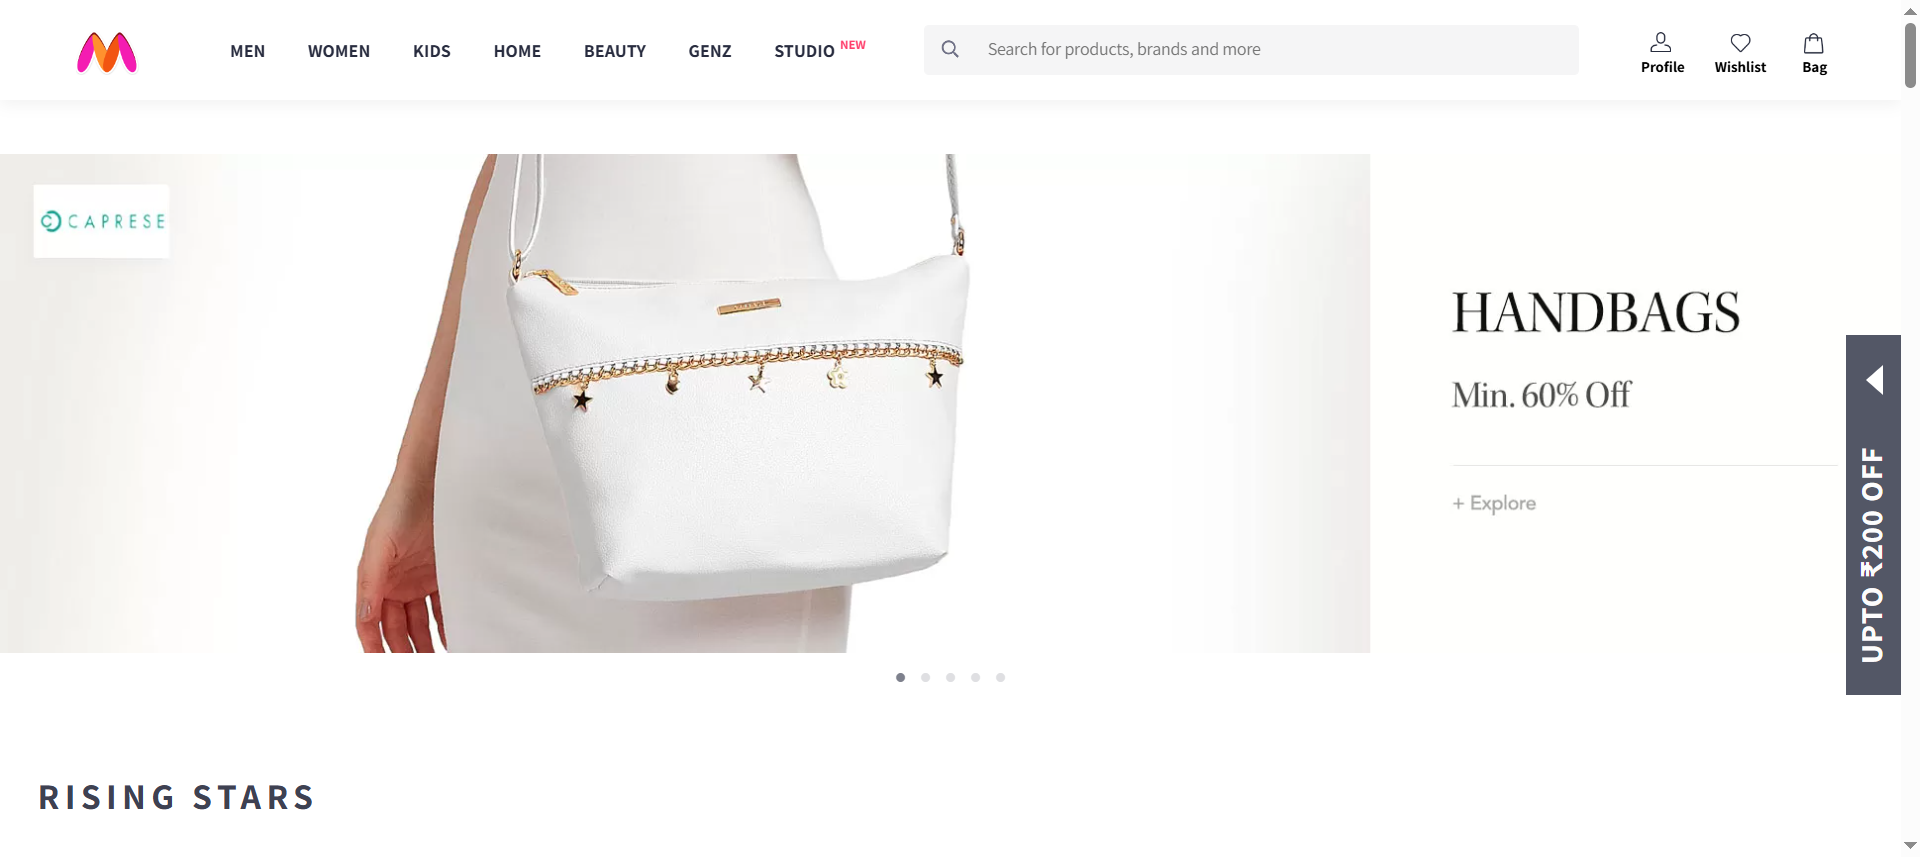 MEN WOMEN KIDS HOME BEAUTY GENZ STUDIO NEW
Search for products, brands and more
Profile Wishlist Bag
CAPRESE
HANDBAGS
Min. 60% Off
+ Explore
UPTO ₹200 OFF
RISING STARS